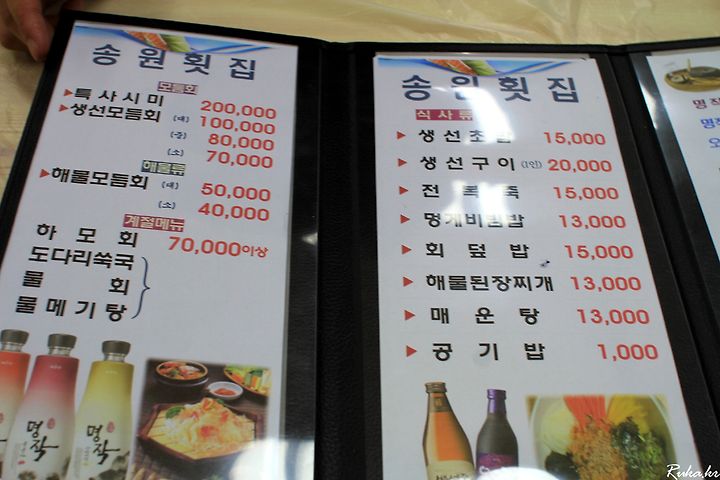 송원횟집
모듬회
▶특사시미 200,000
▶생선모듬회 (대) 100,000
(중) 80,000
(소) 70,000
해물류
▶해물모듬회 (대) 50,000
(소) 40,000
계절메뉴
하모회 70,000이상
도다리쑥국
물회
물메기탕
명작
명작
송원횟집
식사류
▶생선초밥 15,000
▶생선구이 (1인) 20,000
▶전복죽 15,000
▶멍게비빔밥 13,000
▶회덮밥 15,000
▶해물된장찌개 13,000
▶매운탕 13,000
▶공기밥 1,000
명작
Ruka.kr